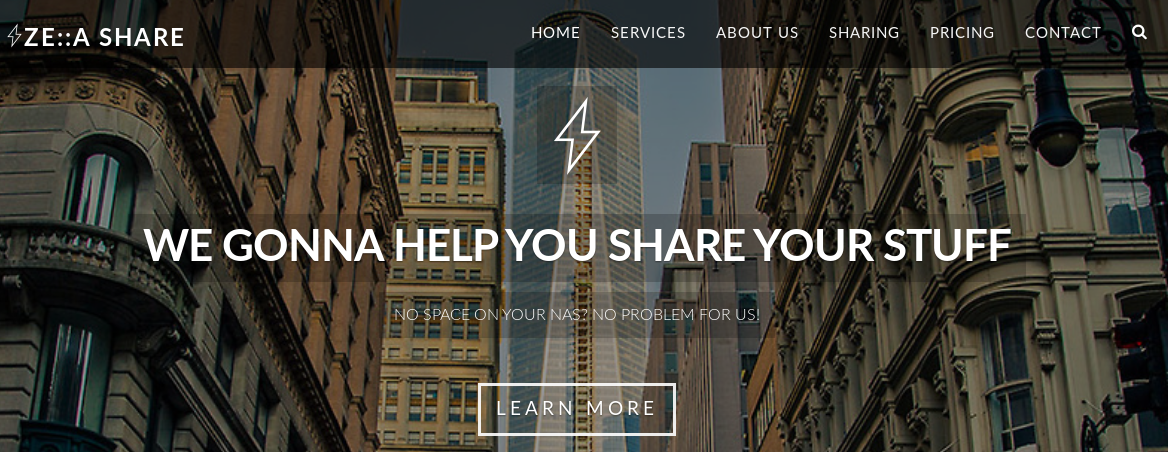 ZE::A SHARE
HOME SERVICES ABOUT US SHARING PRICING CONTACT
WE GONNA HELP YOU SHARE YOUR STUFF
NO SPACE ON YOUR NAS? NO PROBLEM FOR US!
LEARN MORE